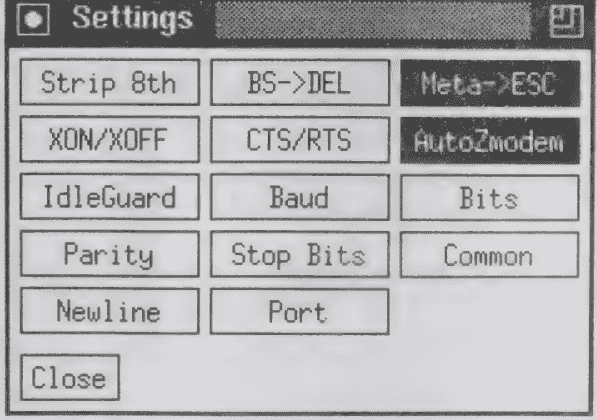 Settings
Strip 8th BS->DEL Meta->ESC
XON/XOFF CTS/RTS AutoZmodem
IdleGuard Baud Bits
Parity Stop Bits Common
Newline Port
Close